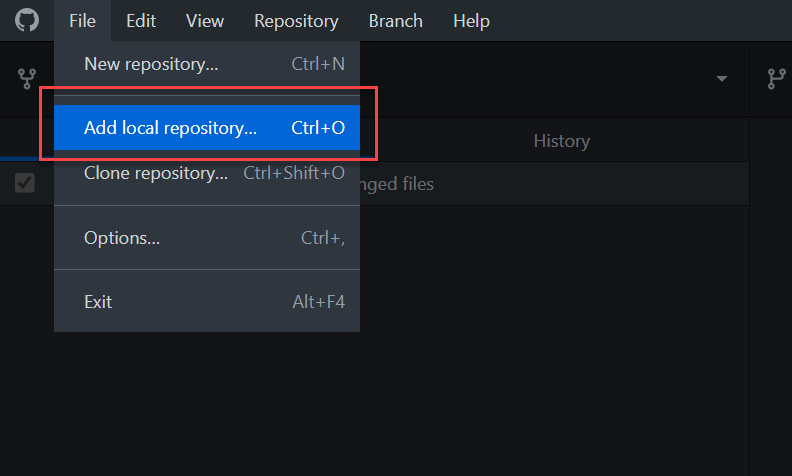 File Edit View Repository Branch Help
New repository... Ctrl+N
Add local repository... Ctrl+O
History
Clone repository... Ctrl+Shift+O
files
Options... Ctrl+,
Exit Alt+F4